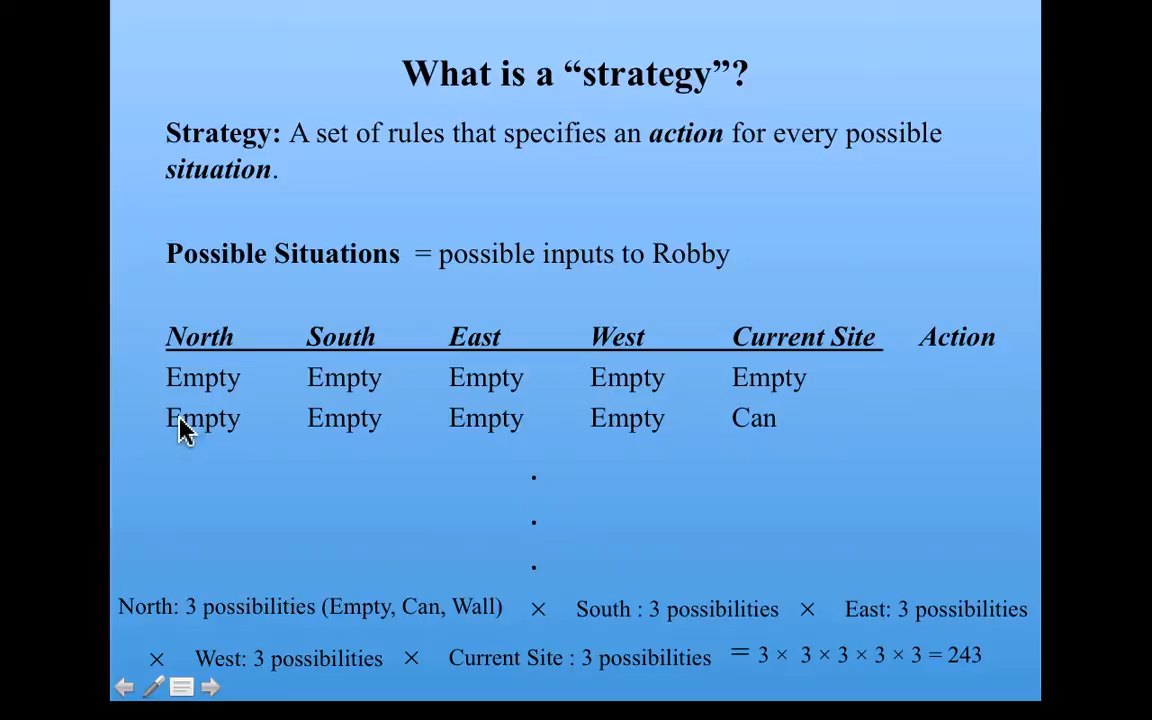 What is a “strategy”?
Strategy: A set of rules that specifies an action for every possible
situation.
Possible Situations = possible inputs to Robby
North South East West Current Site Action
Empty Empty Empty Empty Empty
Empty Empty Empty Empty Can
.
.
.
North: 3 possibilities (Empty, Can, Wall) × South : 3 possibilities × East: 3 possibilities
× West: 3 possibilities × Current Site : 3 possibilities = 3 × 3 × 3 × 3 × 3 = 243